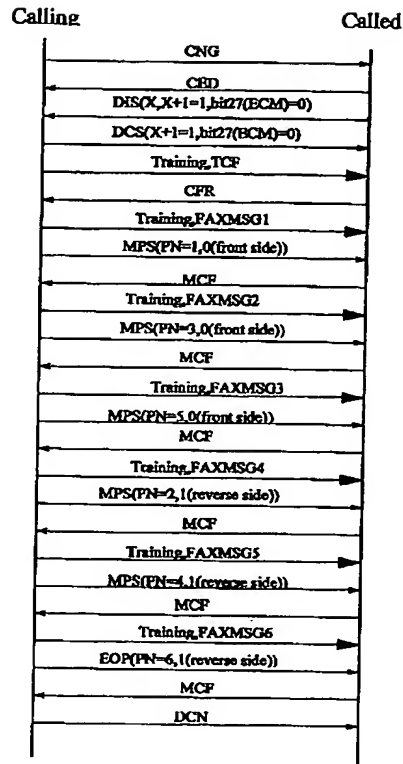 Calling
Called
CNG
CED
DIS(X,X+1=1,bit27(ECM)=0)
DCS(X+1=1,bit27(ECM)=0)
Training,TCF
CFR
Training,FAXMSG1
MPS(PN=1,0(front side))
MCF
Training,FAXMSG2
MPS(PN=3,0(front side))
MCF
Training,FAXMSG3
MPS(PN=5,0(front side))
MCF
Training,FAXMSG4
MPS(PN=2,1(reverse side))
MCF
Training,FAXMSG5
MPS(PN=4,1(reverse side))
MCF
Training,FAXMSG6
EOP(PN=6,1(reverse side))
MCF
DCN